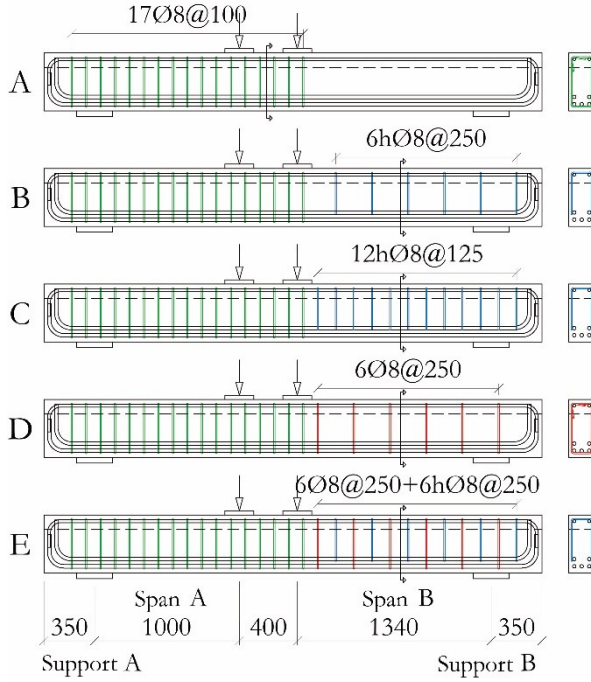 17Ø8@100
A
6hØ8@250
B
12hØ8@125
C
6Ø8@250
D
6Ø8@250+6hØ8@250
E
Span A Span B
350 1000 400 1340 350
Support A Support B